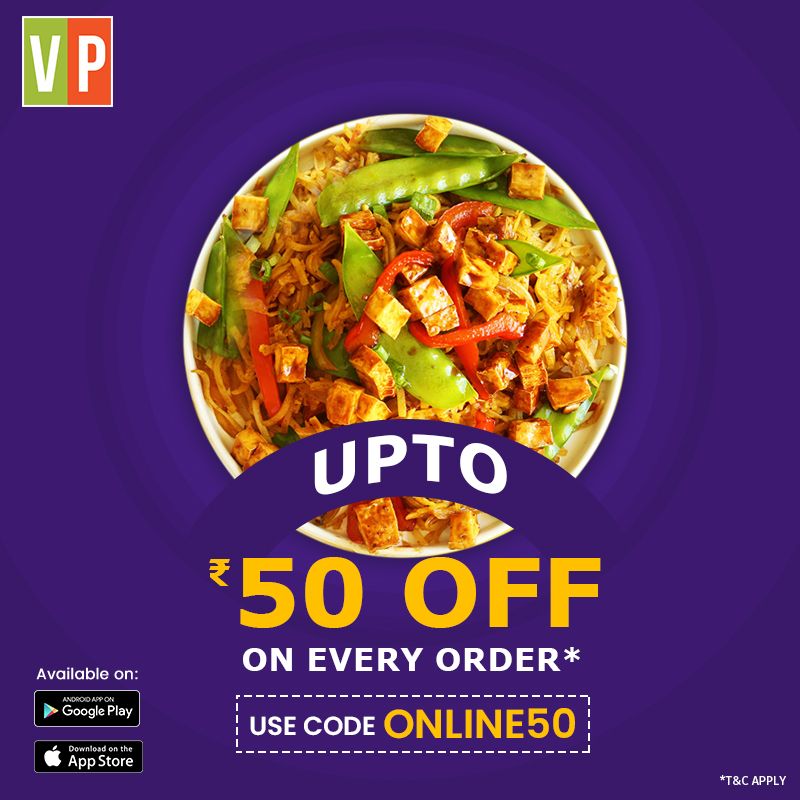 VP
UPTO
₹50 OFF
ON EVERY ORDER*
USE CODE ONLINE50
Available on:
ANDROID APP ON
Google Play
Download on the
App Store
*T&C APPLY